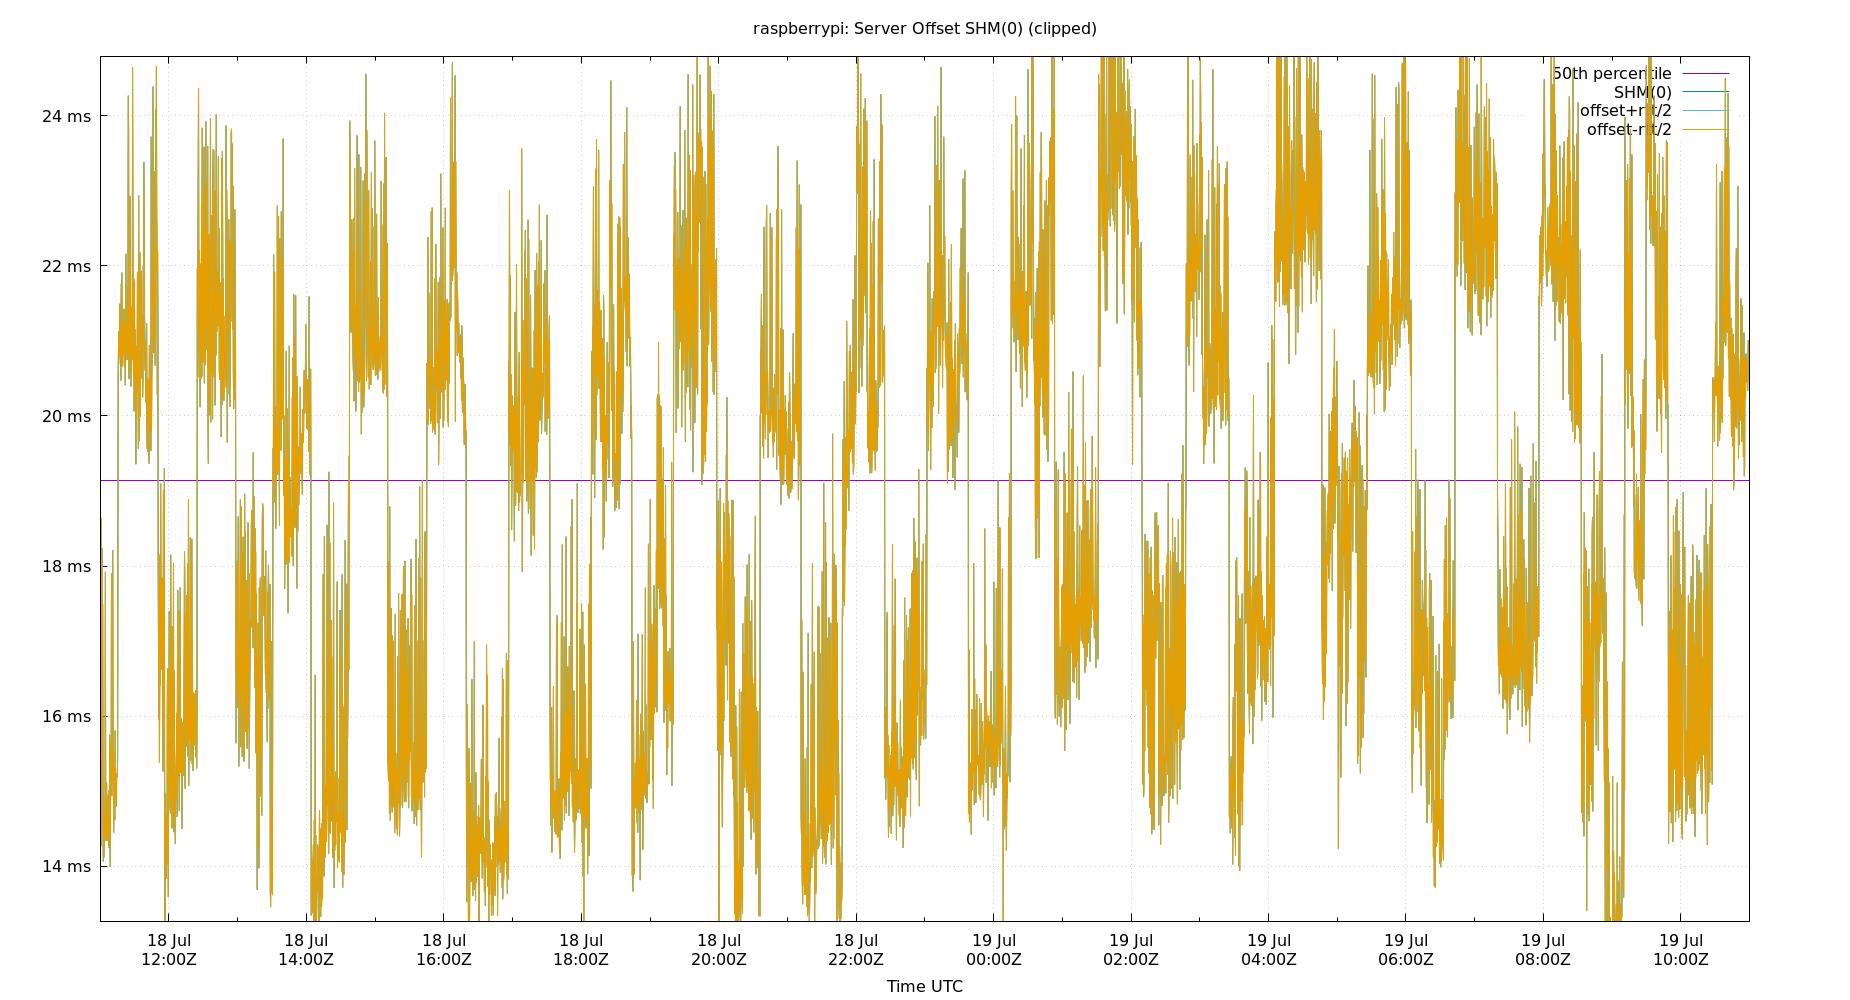 raspberrypi: Server Offset SHM(0) (clipped)
50th percentile
SHM(0)
offset+rtt/2
offset-rtt/2
24 ms
22 ms
20 ms
18 ms
16 ms
14 ms
18 Jul 18 Jul 18 Jul 18 Jul 18 Jul 18 Jul 19 Jul 19 Jul 19 Jul 19 Jul 19 Jul 19 Jul
12:00Z 14:00Z 16:00Z 18:00Z 20:00Z 22:00Z 00:00Z 02:00Z 04:00Z 06:00Z 08:00Z 10:00Z
Time UTC